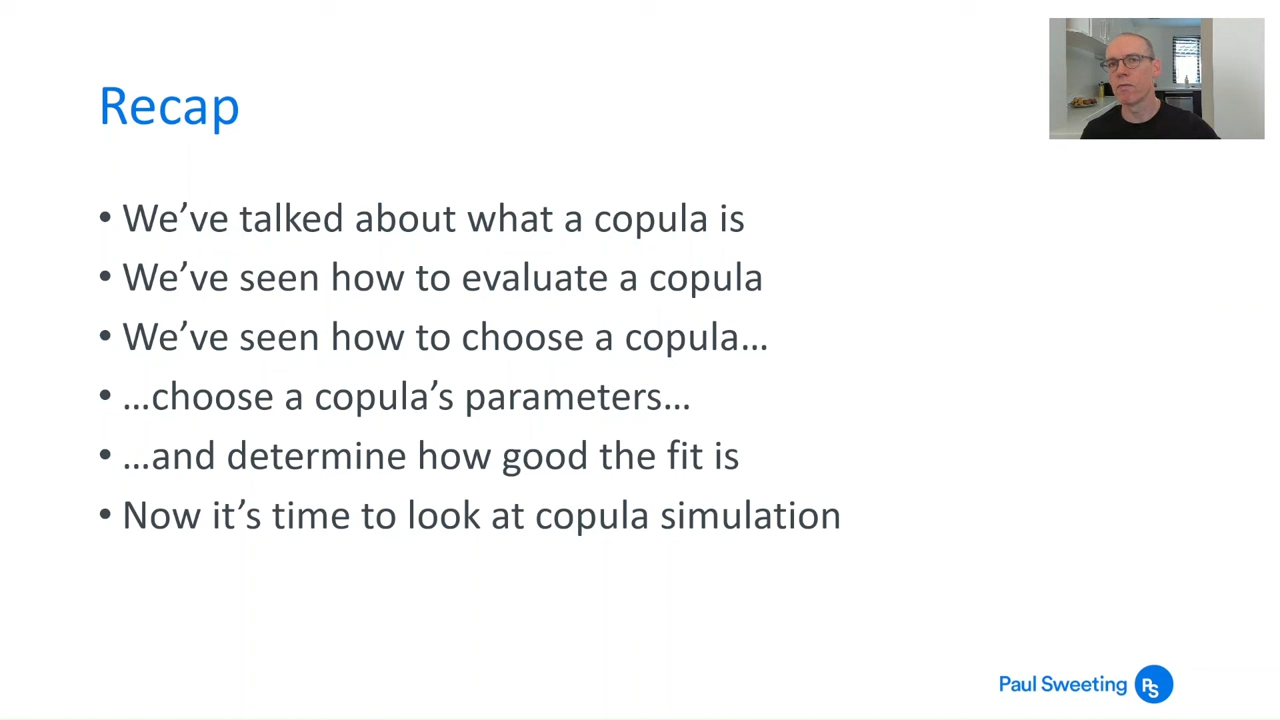 Recap
• We’ve talked about what a copula is
• We’ve seen how to evaluate a copula
• We’ve seen how to choose a copula…
• …choose a copula’s parameters…
• …and determine how good the fit is
• Now it’s time to look at copula simulation
Paul Sweeting PS